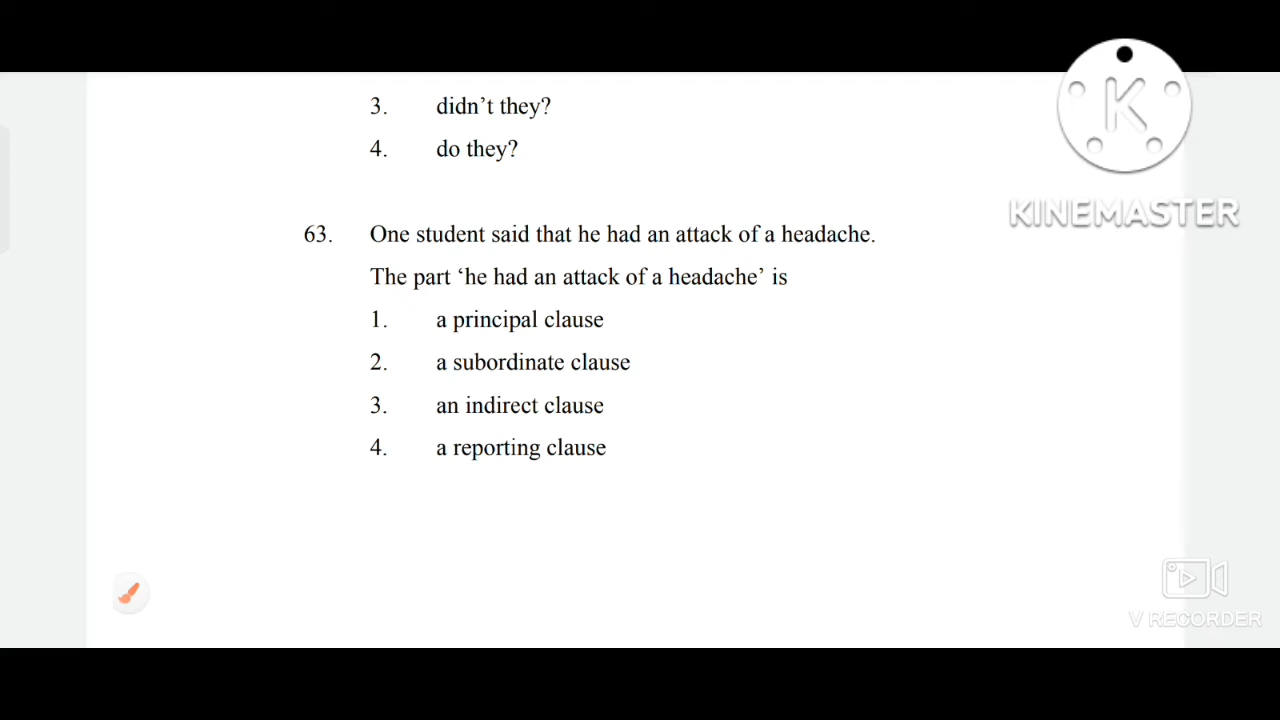 3. didn't they?
4. do they?
KINEMASTER
63. One student said that he had an attack of a headache.
The part ‘he had an attack of a headache’ is
1. a principal clause
2. a subordinate clause
3. an indirect clause
4. a reporting clause
V RECORDER